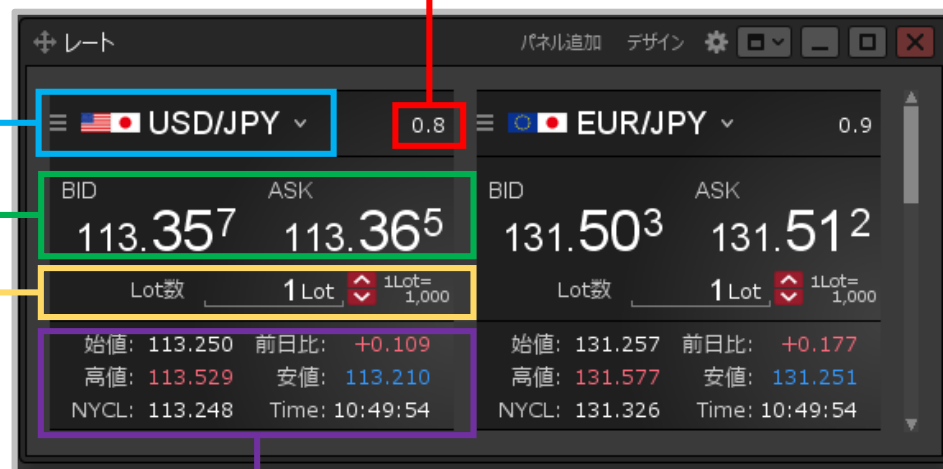 レート パネル追加 デザイン
USD/JPY 0.8
BID ASK
113.357 113.365
Lot数 1 Lot 1Lot=1,000
始値: 113.250 前日比: +0.109
高値: 113.529 安値: 113.210
NYCL: 113.248 Time: 10:49:54
EUR/JPY 0.9
BID ASK
131.503 131.512
Lot数 1 Lot 1Lot=1,000
始値: 131.257 前日比: +0.177
高値: 131.577 安値: 131.251
NYCL: 131.326 Time: 10:49:54